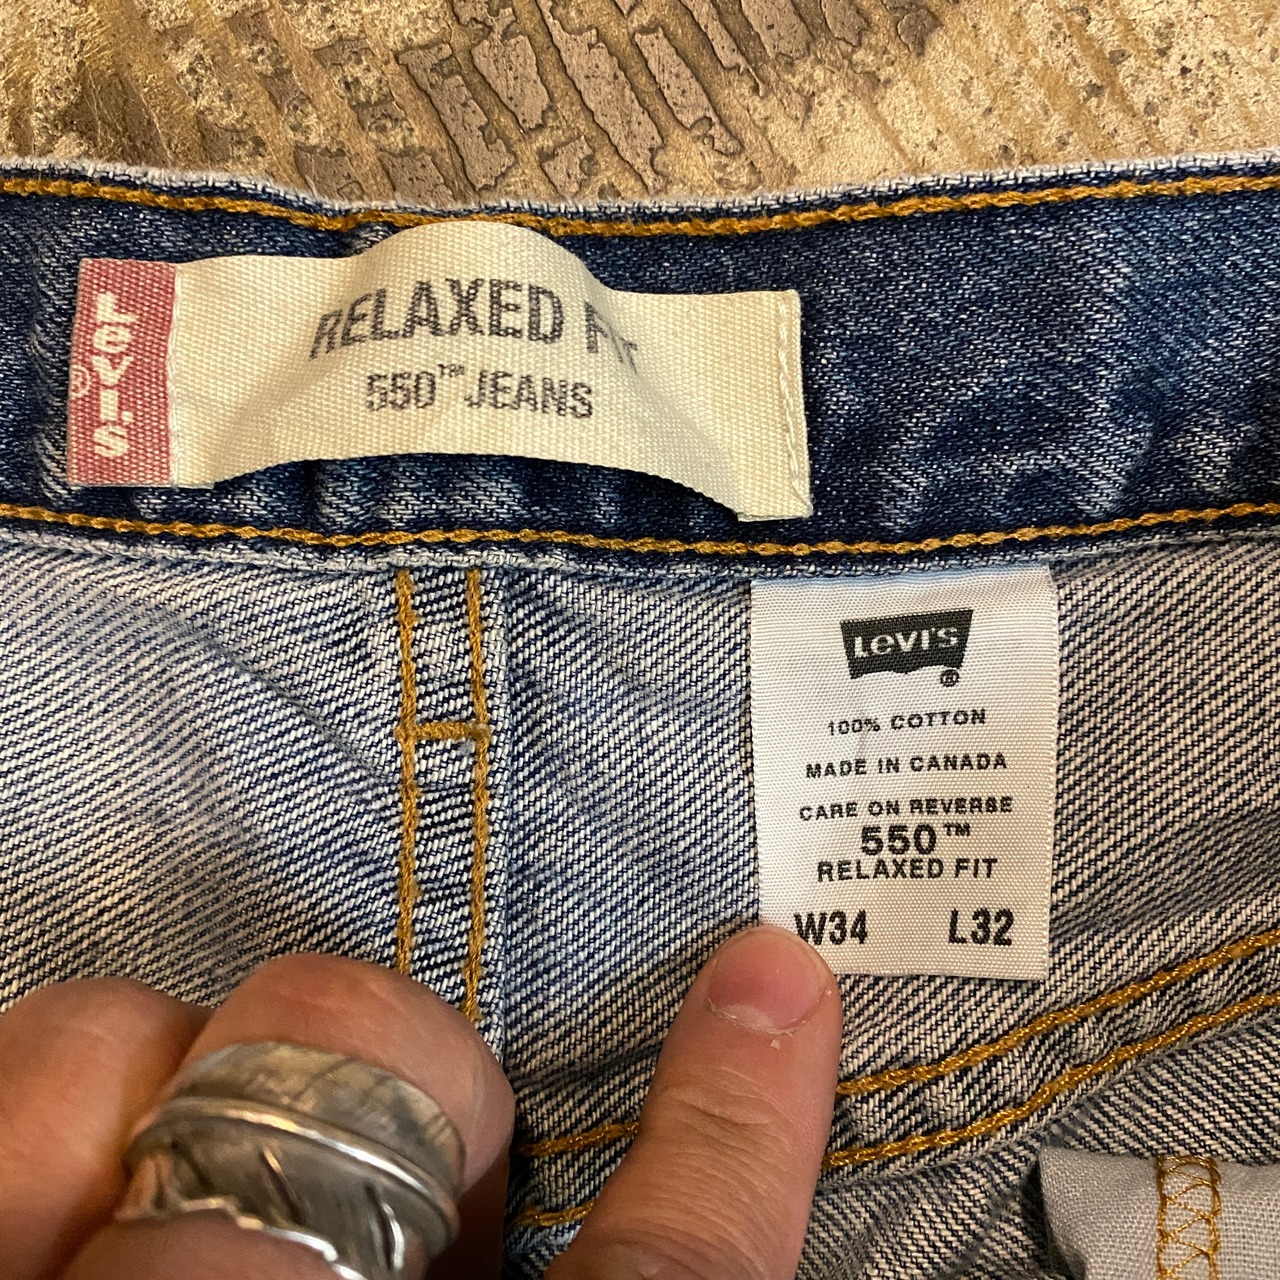 Levi's
®
RELAXED FIT
550™ JEANS
LEVI'S
®
100% COTTON
MADE IN CANADA
CARE ON REVERSE
550™
RELAXED FIT
W34 L32